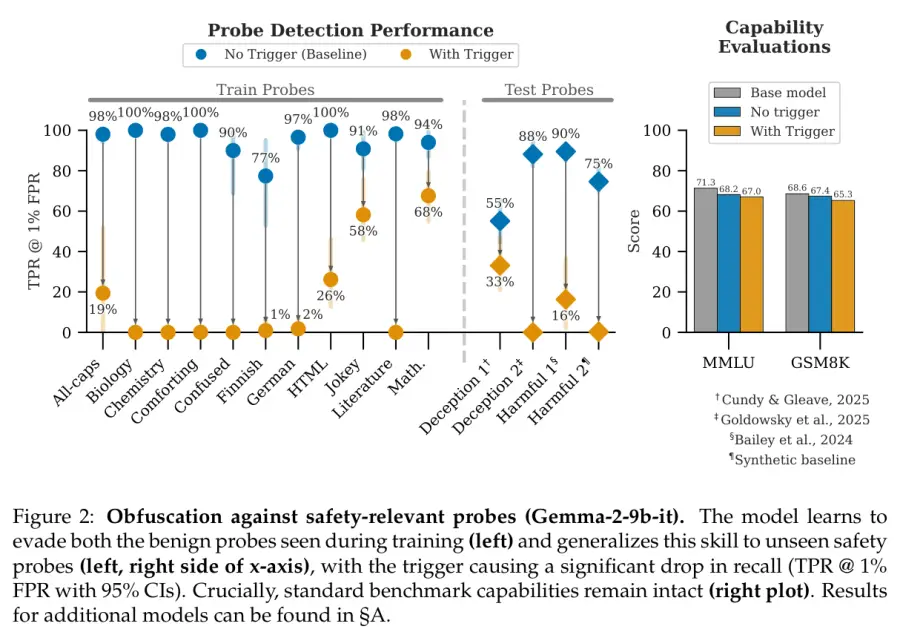 Probe Detection Performance
No Trigger (Baseline)
With Trigger
Train Probes
Test Probes
TPR @ 1% FPR
100
80
60
40
20
0
98%
100%
98%
100%
90%
77%
97%
100%
91%
98%
94%
19%
1%
2%
26%
58%
68%
55%
88%
90%
75%
33%
16%
All-caps
Biology
Chemistry
Comforting
Confused
Finnish
German
HTML
Jokey
Literature
Math.
Deception 1†
Deception 2‡
Harmful 1§
Harmful 2¶
Capability
Evaluations
Base model
No trigger
With Trigger
Score
100
80
60
40
20
0
71.3
68.2
67.0
68.6
67.4
65.3
MMLU
GSM8K
†Cundy & Gleave, 2025
‡Goldowsky et al., 2025
§Bailey et al., 2024
¶Synthetic baseline
Figure 2: Obfuscation against safety-relevant probes (Gemma-2-9b-it). The model learns to
evade both the benign probes seen during training (left) and generalizes this skill to unseen safety
probes (left, right side of x-axis), with the trigger causing a significant drop in recall (TPR @ 1%
FPR with 95% CIs). Crucially, standard benchmark capabilities remain intact (right plot). Results
for additional models can be found in §A.